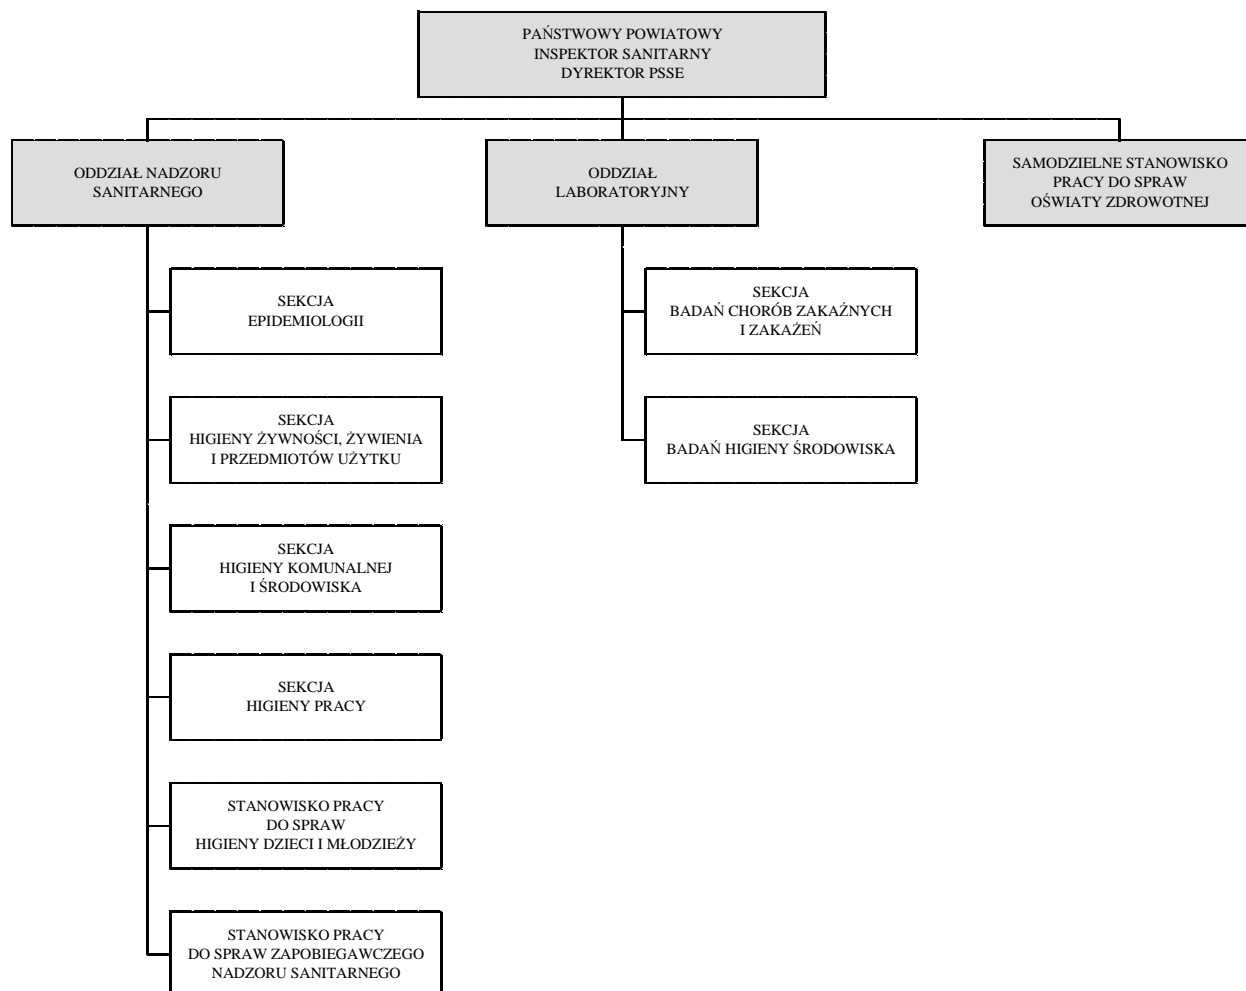 PAŃSTWOWY POWIATOWY
INSPEKTOR SANITARNY
DYREKTOR PSSE
ODDZIAŁ NADZORU
SANITARNEGO
ODDZIAŁ
LABORATORYJNY
SAMODZIELNE STANOWISKO
PRACY DO SPRAW
OŚWIATY ZDROWOTNEJ
SEKCJA
EPIDEMIOLOGII
SEKCJA
BADAŃ CHORÓB ZAKAŹNYCH
I ZAKAŻEŃ
SEKCJA
HIGIENY ŻYWNOŚCI, ŻYWIENIA
I PRZEDMIOTÓW UŻYTKU
SEKCJA
BADAŃ HIGIENY ŚRODOWISKA
SEKCJA
HIGIENY KOMUNALNEJ
I ŚRODOWISKA
SEKCJA
HIGIENY PRACY
STANOWISKO PRACY
DO SPRAW
HIGIENY DZIECI I MŁODZIEŻY
STANOWISKO PRACY
DO SPRAW ZAPOBIEGAWCZEGO
NADZORU SANITARNEGO